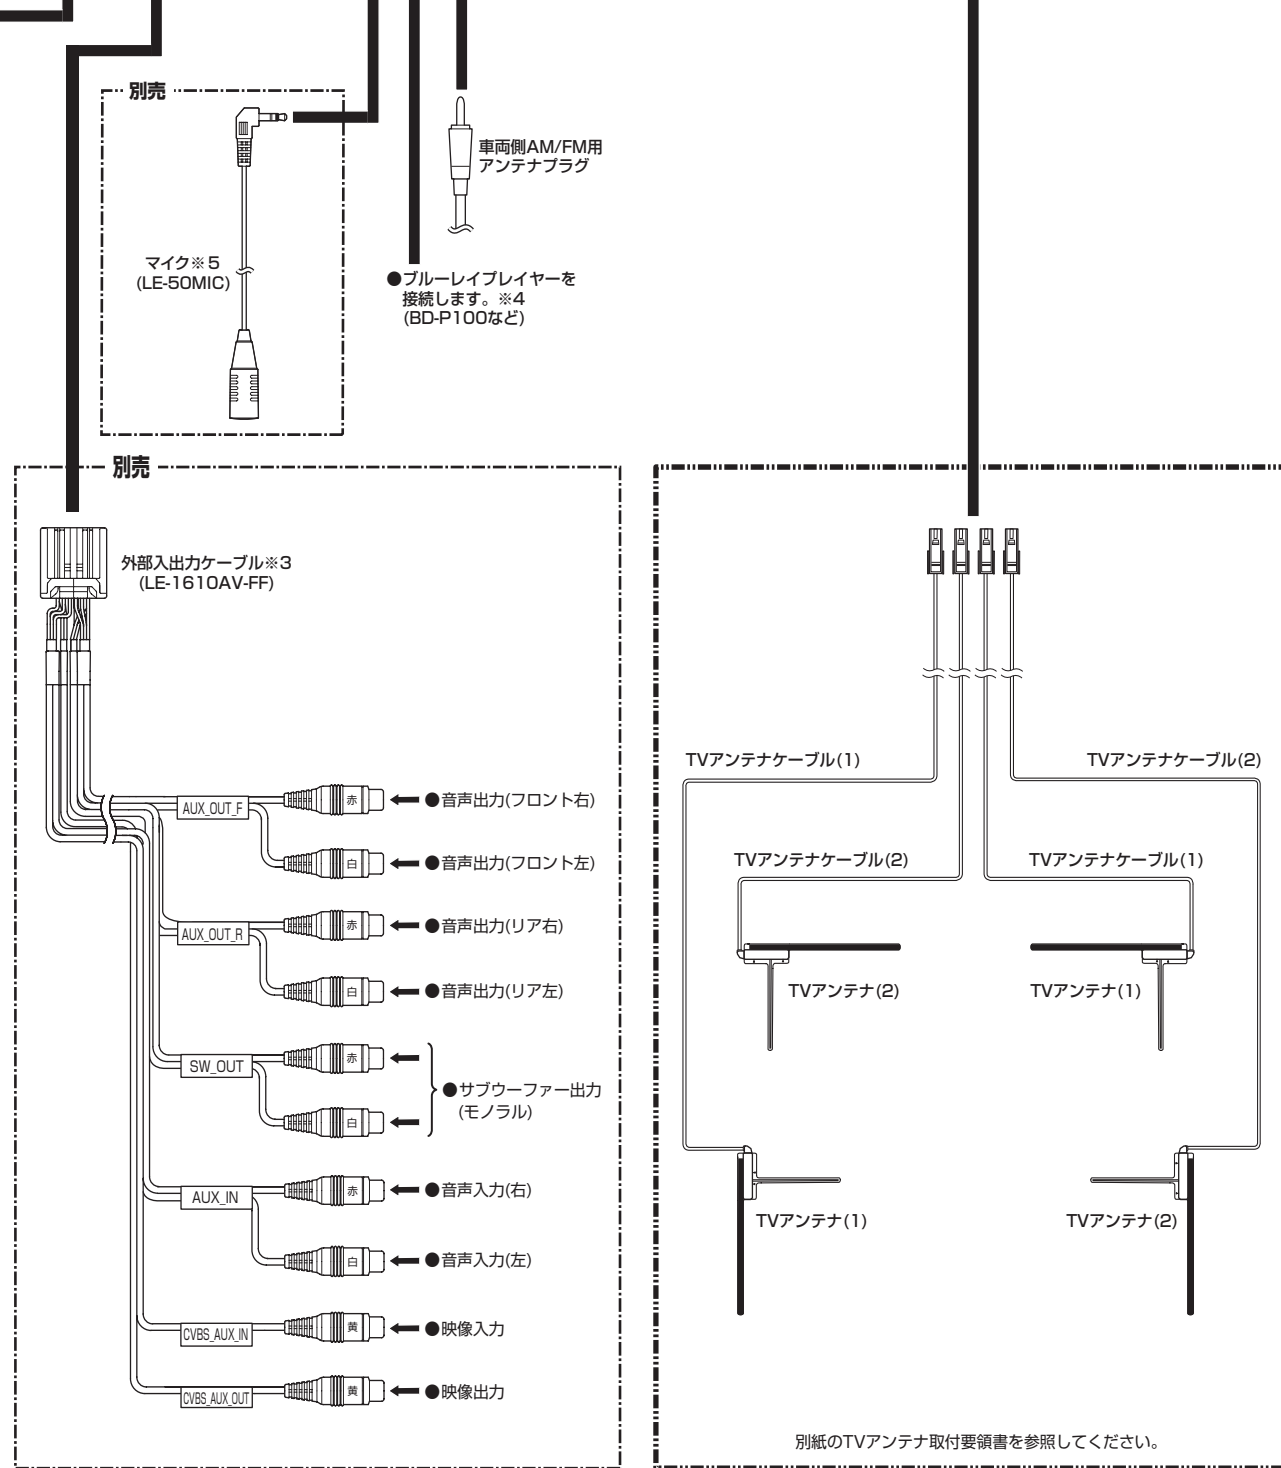 別売
車両側AM/FM用
アンテナプラグ
マイク※5
(LE-50MIC)
●ブルーレイプレイヤーを
接続します。※4
(BD-P100など)
別売
外部入出力ケーブル※3
(LE-1610AV-FF)
AUX_OUT_F
赤
●音声出力(フロント右)
白
●音声出力(フロント左)
AUX_OUT_R
赤
●音声出力(リア右)
白
●音声出力(リア左)
SW_OUT
赤
白
●サブウーファー出力
(モノラル)
AUX_IN
赤
●音声入力(右)
白
●音声入力(左)
CVBS_AUX_IN
黄
●映像入力
CVBS_AUX_OUT
黄
●映像出力
TVアンテナケーブル(1)
TVアンテナケーブル(2)
TVアンテナケーブル(2)
TVアンテナケーブル(1)
TVアンテナ(2)
TVアンテナ(1)
TVアンテナ(1)
TVアンテナ(2)
別紙のTVアンテナ取付要領書を参照してください。